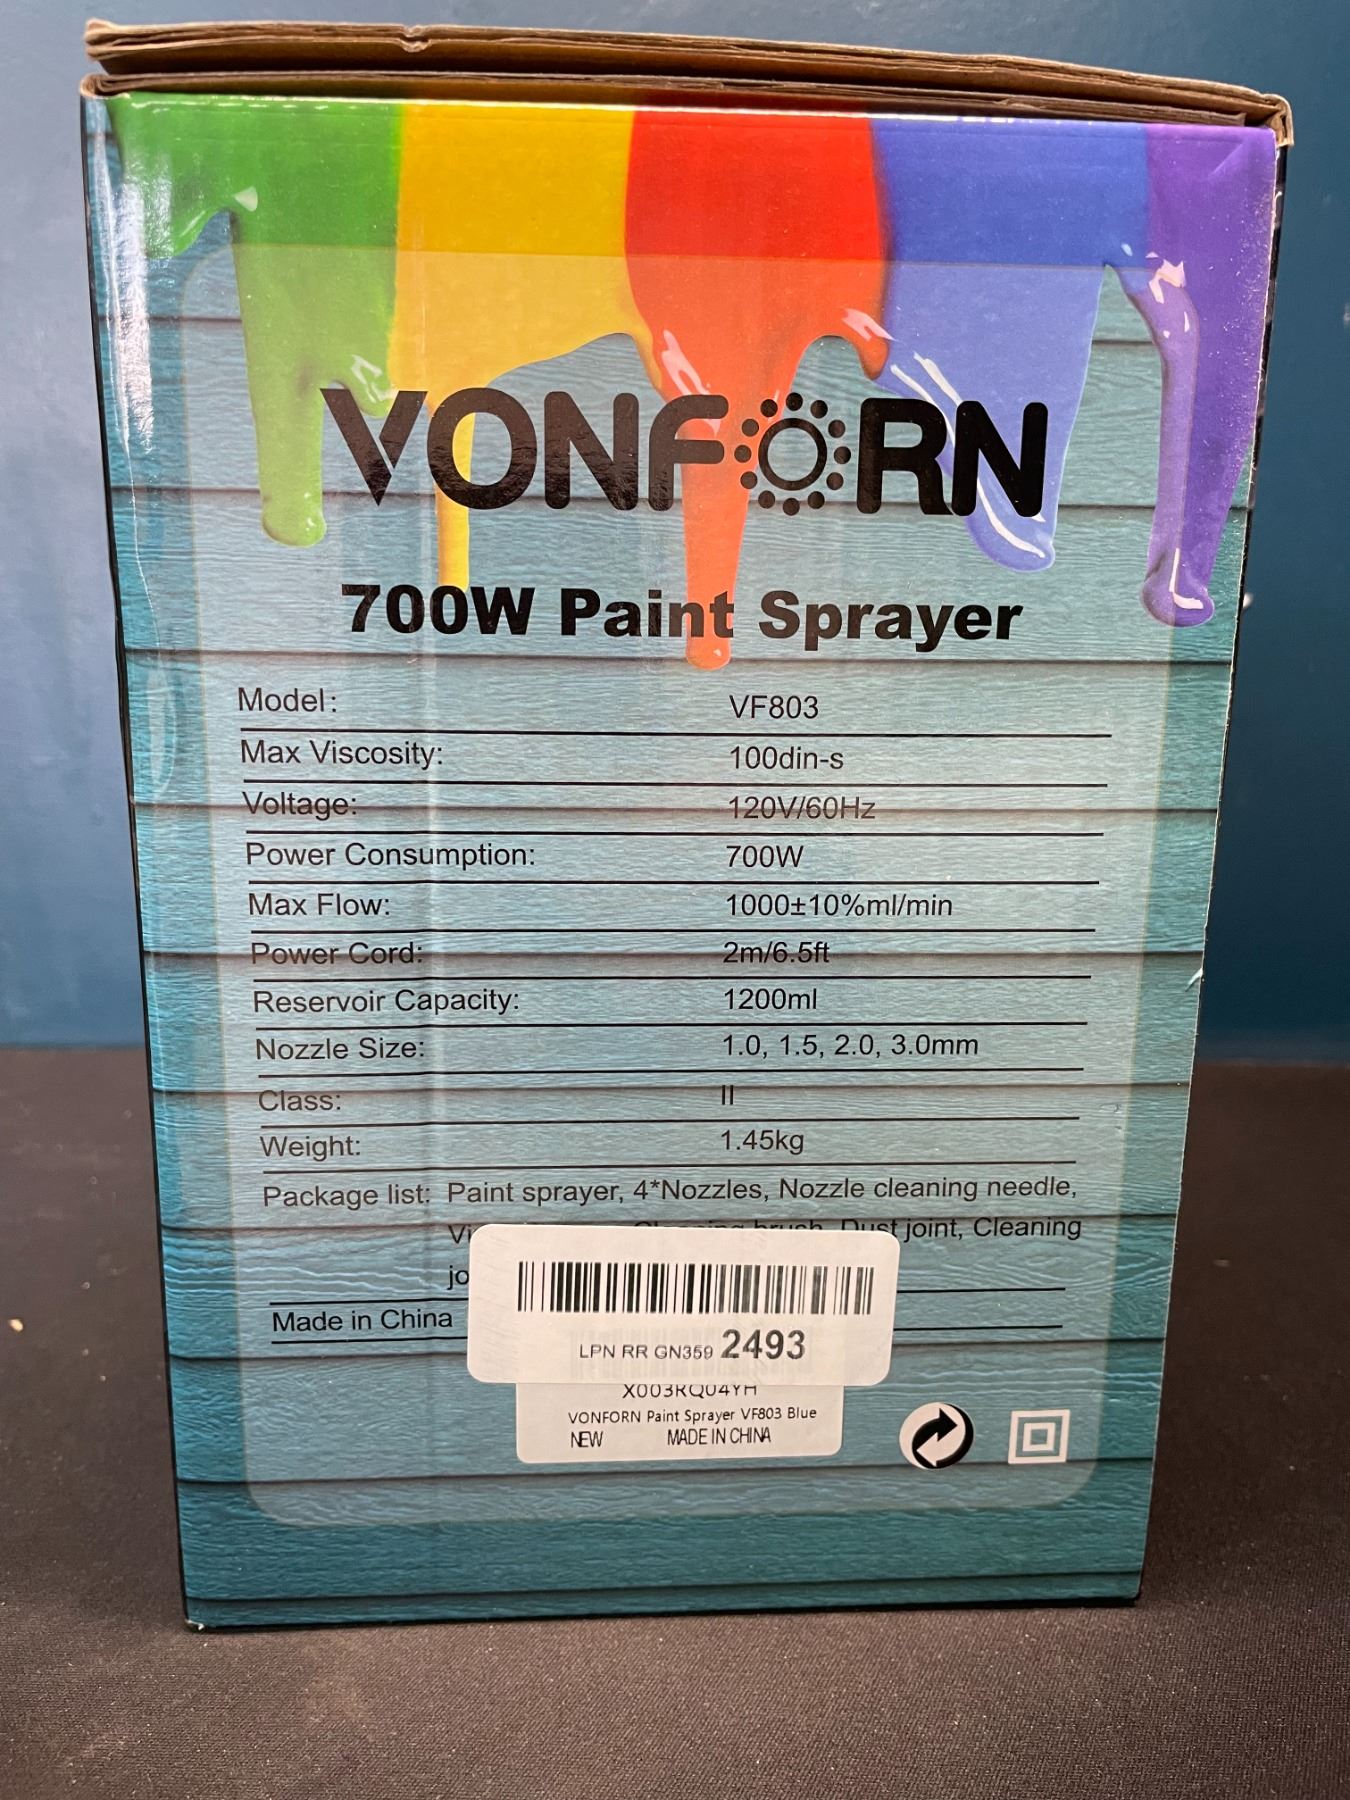 VONFORN
700W Paint Sprayer
Model: VF803
Max Viscosity: 100din-s
Voltage: 120V/60Hz
Power Consumption: 700W
Max Flow: 1000±10%ml/min
Power Cord: 2m/6.5ft
Reservoir Capacity: 1200ml
Nozzle Size: 1.0, 1.5, 2.0, 3.0mm
Class: II
Weight: 1.45kg
Package list: Paint sprayer, 4*Nozzles, Nozzle cleaning needle,
Cleaning brush, Dust joint, Cleaning
Made in China
LPN RR GN359 2493
X003RQU4YH
VONFORN Paint Sprayer VF803 Blue
NEW MADE IN CHINA